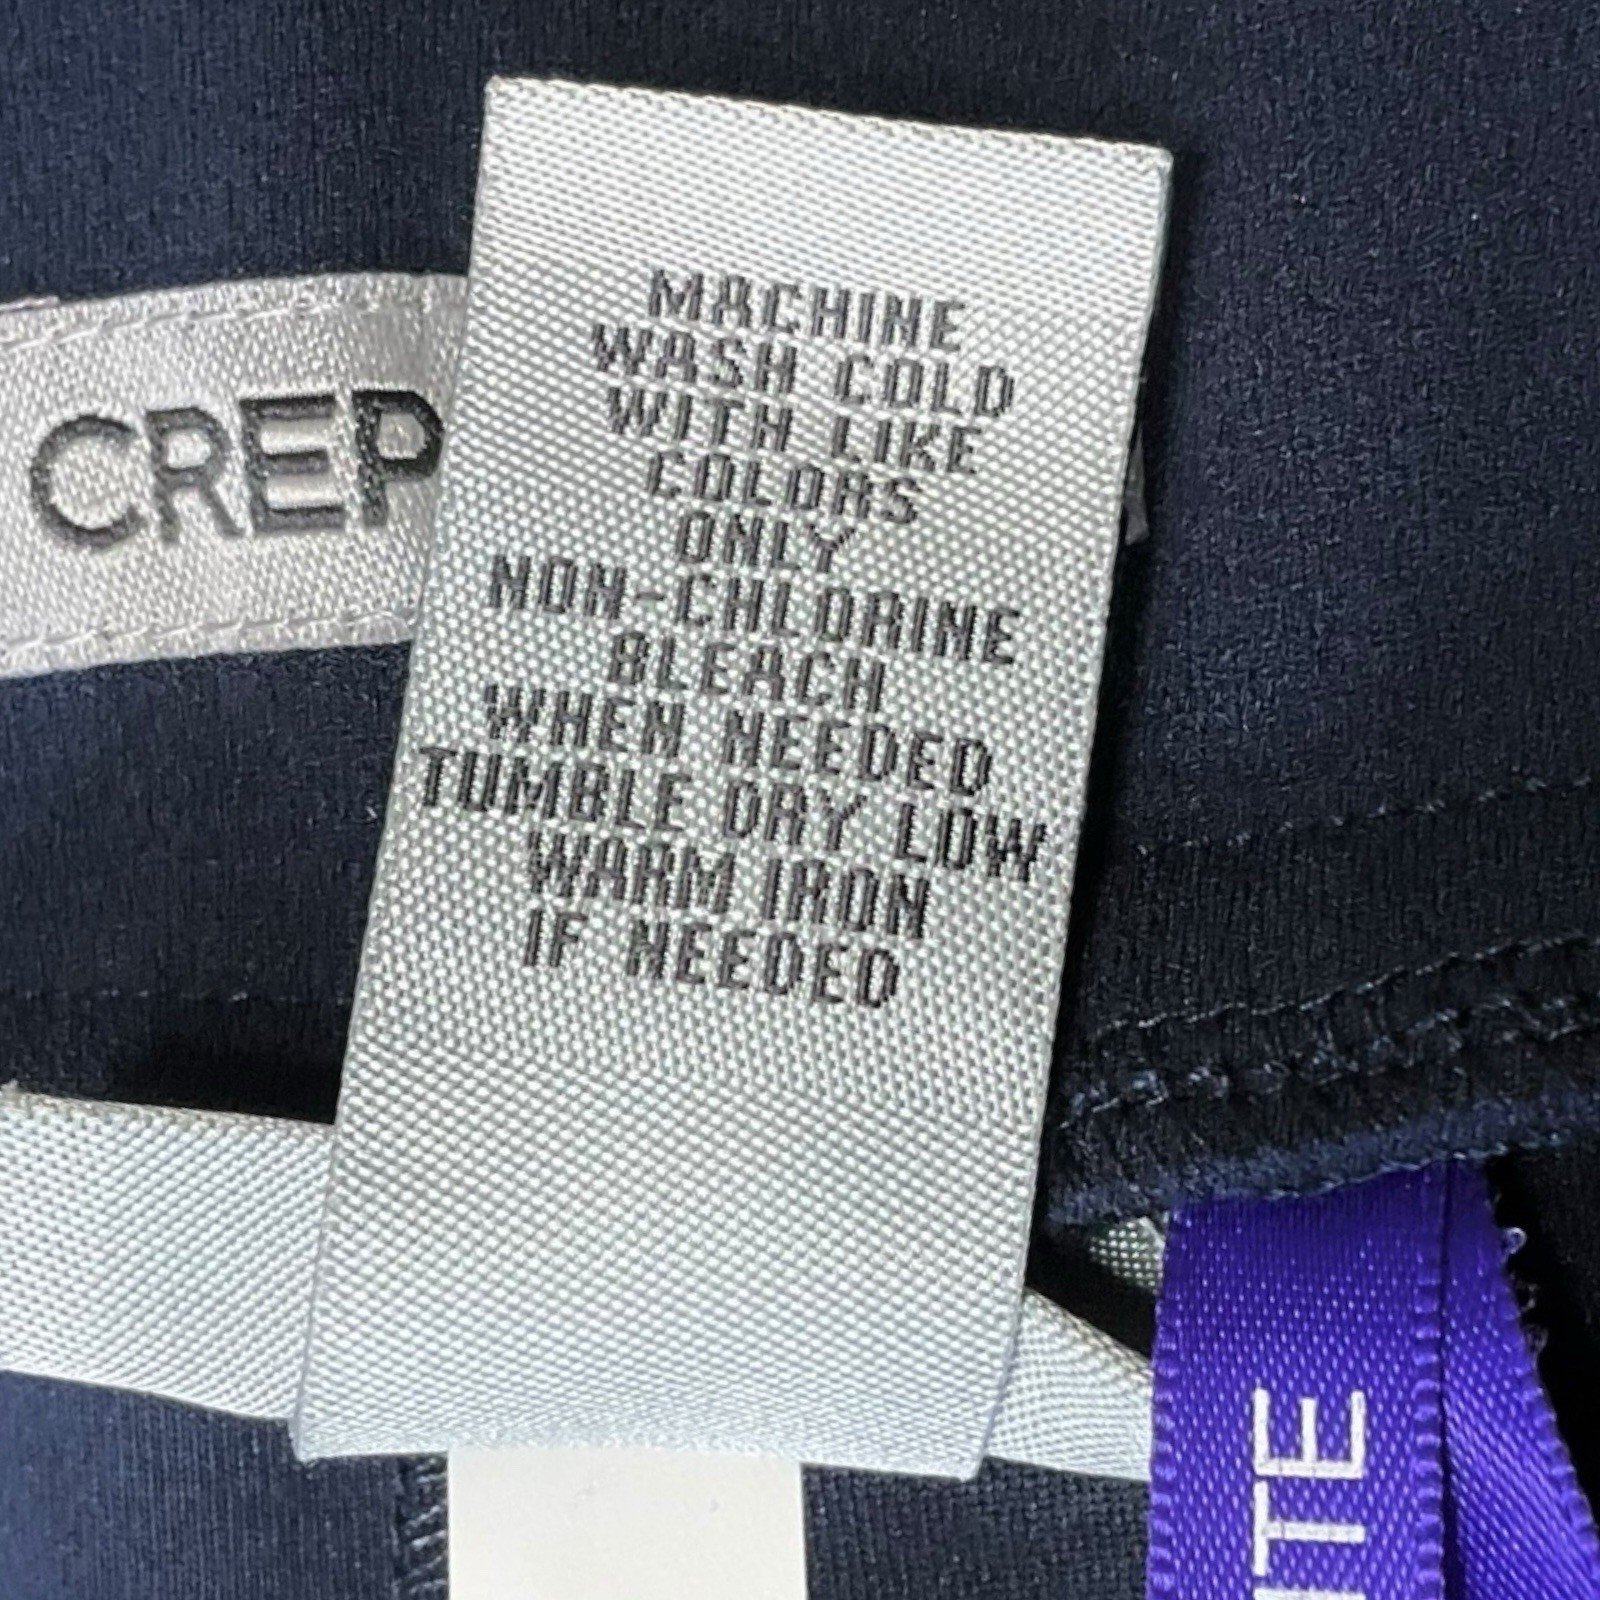 CREP
MACHINE
WASH COLD
WITH LIKE
COLORS
ONLY
NON-CHLORINE
BLEACH
WHEN NEEDED
TUMBLE DRY LOW
WARM IRON
IF NEEDED
ITE